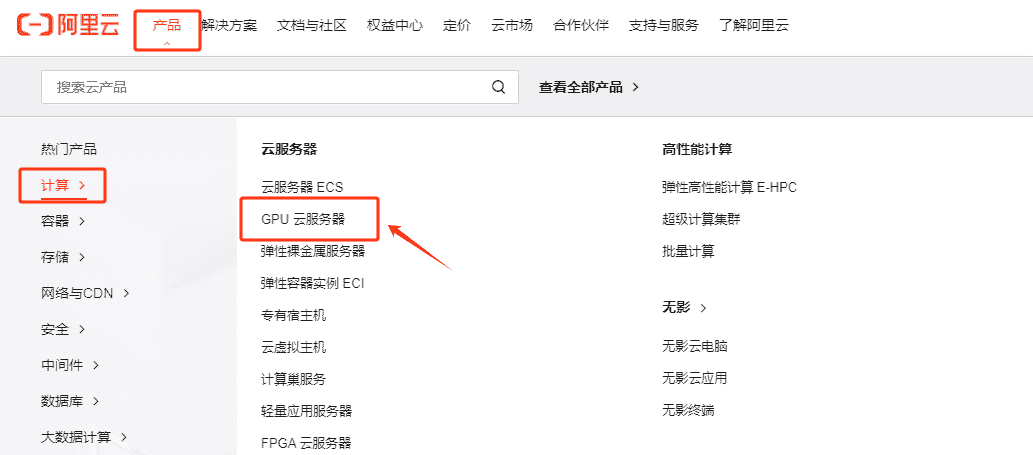 阿里云 产品 解决方案 文档与社区 权益中心 定价 云市场 合作伙伴 支持与服务 了解阿里云
搜索云产品 查看全部产品
热门产品
计算
容器
存储
网络与CDN
安全
中间件
数据库
大数据计算
云服务器
云服务器 ECS
GPU 云服务器
弹性裸金属服务器
弹性容器实例 ECI
专有宿主机
云虚拟主机
计算巢服务
轻量应用服务器
FPGA 云服务器
高性能计算
弹性高性能计算 E-HPC
超级计算集群
批量计算
无影
无影云电脑
无影云应用
无影终端